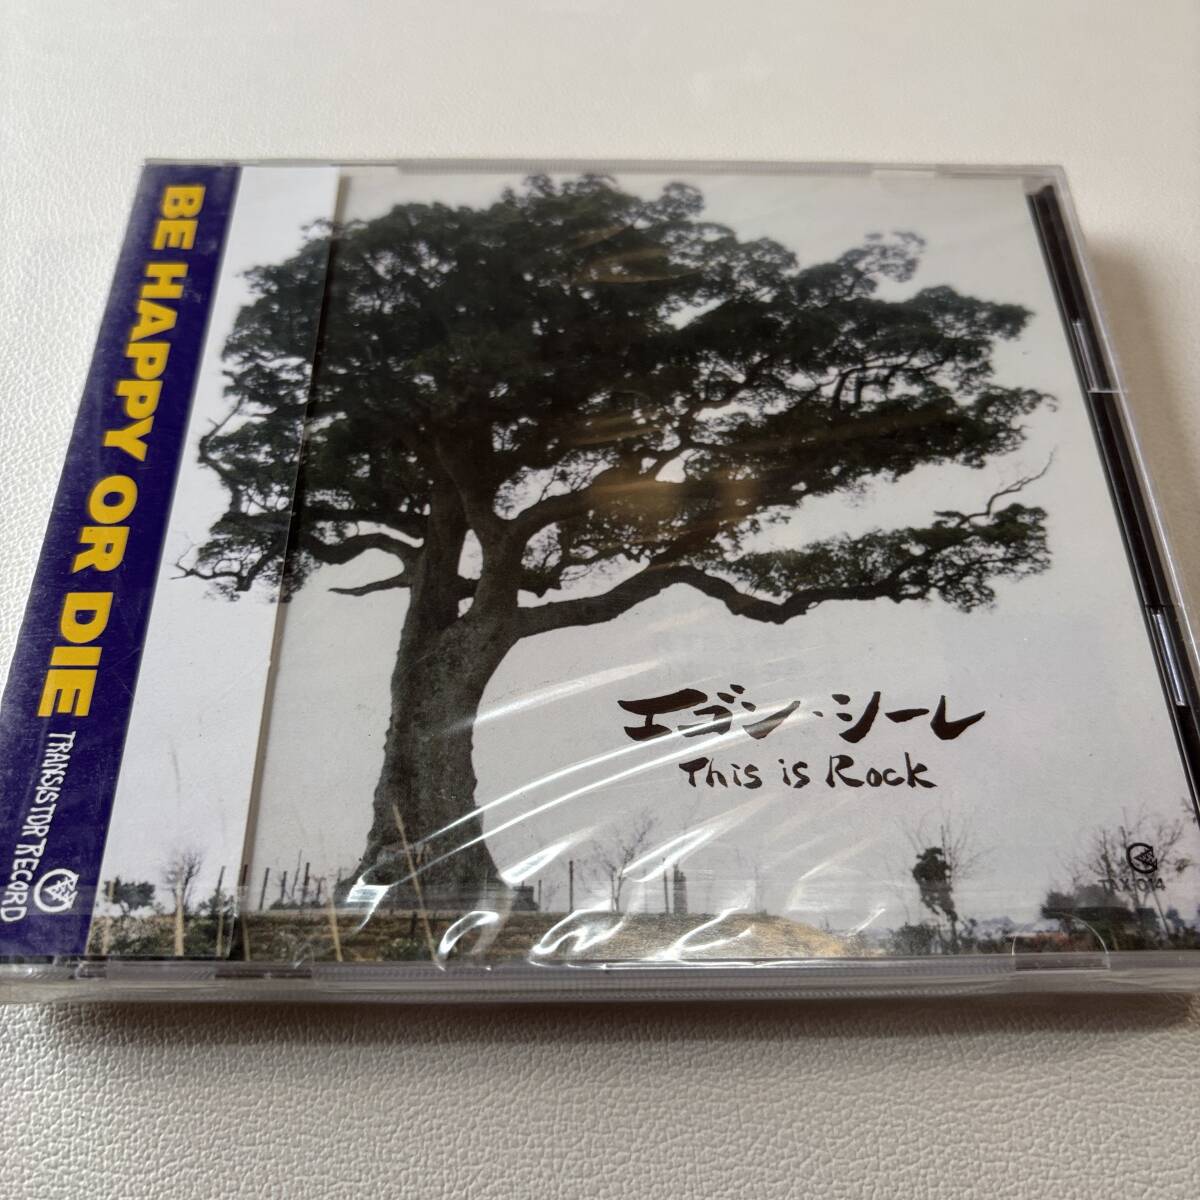 BE HAPPY OR DIE
TRANSISTOR RECORD
エゴン・シーレ
This is Rock
TAX-014